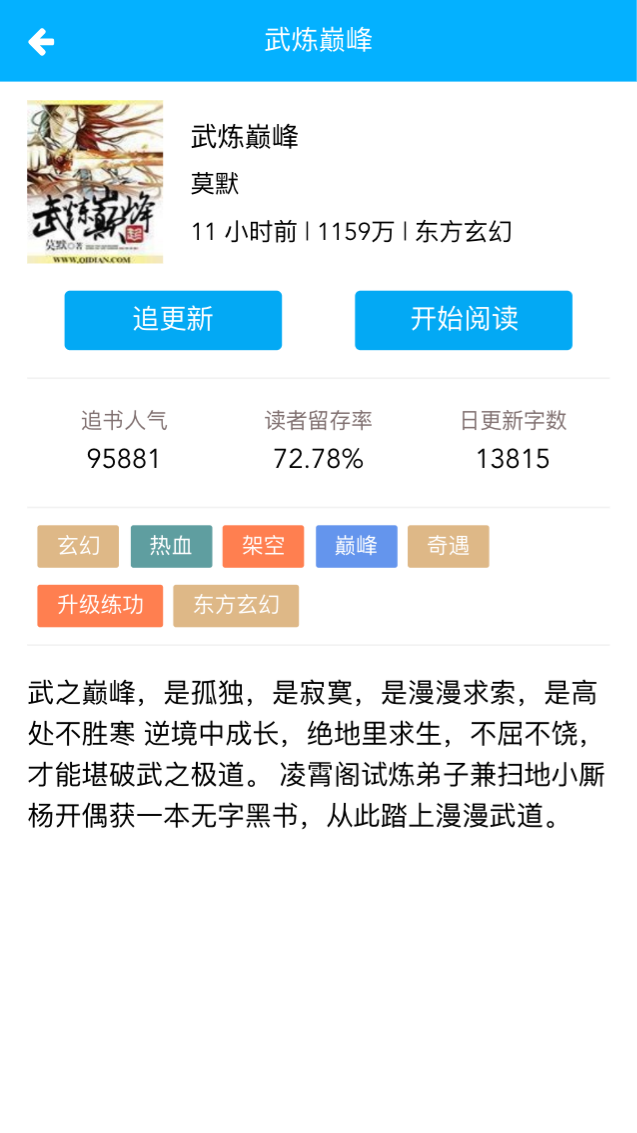 武炼巅峰
武炼巅峰
莫默◎著
WWW.QIDIAN.COM
武炼巅峰
莫默
11 小时前 | 1159万 | 东方玄幻
追更新
开始阅读
追书人气
读者留存率
日更新字数
95881
72.78%
13815
玄幻
热血
架空
巅峰
奇遇
升级练功
东方玄幻
武之巅峰，是孤独，是寂寞，是漫漫求索，是高
处不胜寒 逆境中成长，绝地里求生，不屈不饶，
才能堪破武之极道。 凌霄阁试炼弟子兼扫地小厮
杨开偶获一本无字黑书，从此踏上漫漫武道。